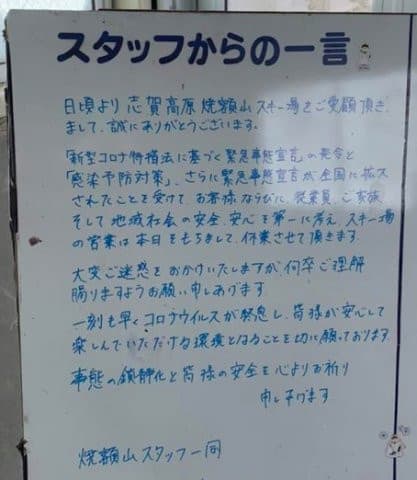 スタッフからの一言
日頃より 志賀高原 焼額山 スキー場をご愛顧頂き、
まして、誠にありがとうございます。
「新型コロナ特措法に基づく緊急事態宣言」の発令と
「感染予防対策」、さらに緊急事態宣言が全国に拡大
されたことを受けて、お客様ならびに、従業員、ご家族
そして 地域社会の安全、安心を第一に考え、スキー場
の営業は本日をもちまして、休業させて頂きます。
大変ご迷惑をおかけいたしますが、何卒ご理解
賜りますようお願い申しあげます
一刻も早くコロナウイルスが終息し、皆様が安心して
楽しんでいただける環境となることを切に願っております。
事態の鎮静化と皆様の安全を心よりお祈り
申し上げます
焼額山スタッフ一同